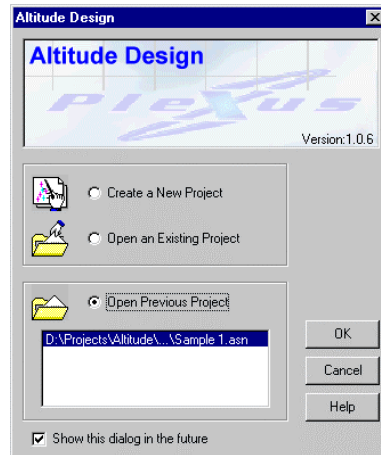 Altitude Design
Altitude Design
Plexus
Version:1.0.6
Create a New Project
Open an Existing Project
Open Previous Project
D:\Projects\Altitude\...\Sample 1.asn
OK
Cancel
Help
Show this dialog in the future